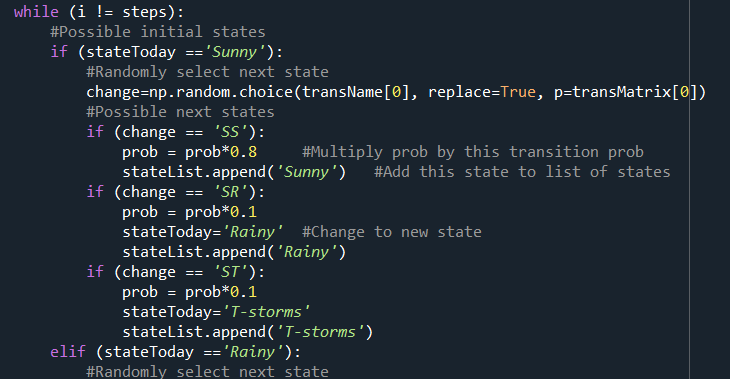 while (i != steps):
    #Possible initial states
    if (stateToday =='Sunny'):
        #Randomly select next state
        change=np.random.choice(transName[0], replace=True, p=transMatrix[0])
        #Possible next states
        if (change == 'SS'):
            prob = prob*0.8     #Multiply prob by this transition prob
            stateList.append('Sunny')   #Add this state to list of states
        if (change == 'SR'):
            prob = prob*0.1
            stateToday='Rainy'  #Change to new state
            stateList.append('Rainy')
        if (change == 'ST'):
            prob = prob*0.1
            stateToday='T-storms'
            stateList.append('T-storms')
    elif (stateToday =='Rainy'):
        #Randomly select next state